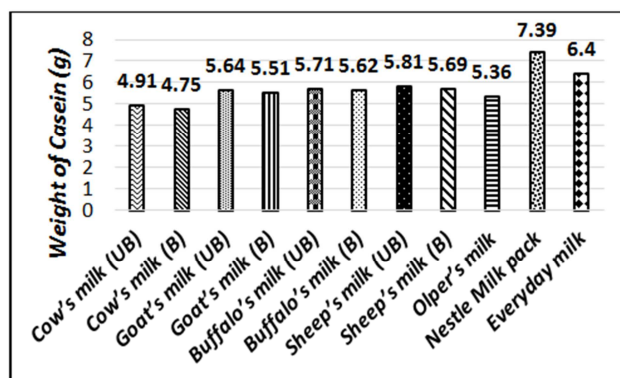 Weight of Casein (g)
8
7
6
5
4
3
2
1
0
4.91
4.75
5.64
5.51
5.71
5.62
5.81
5.69
5.36
7.39
6.4
Cow's milk (UB)
Cow's milk (B)
Goat's milk (UB)
Goat's milk (B)
Buffalo's milk (UB)
Buffalo's milk (B)
Sheep's milk (UB)
Sheep's milk (B)
Olper's milk
Nestle Milk pack
Everyday milk